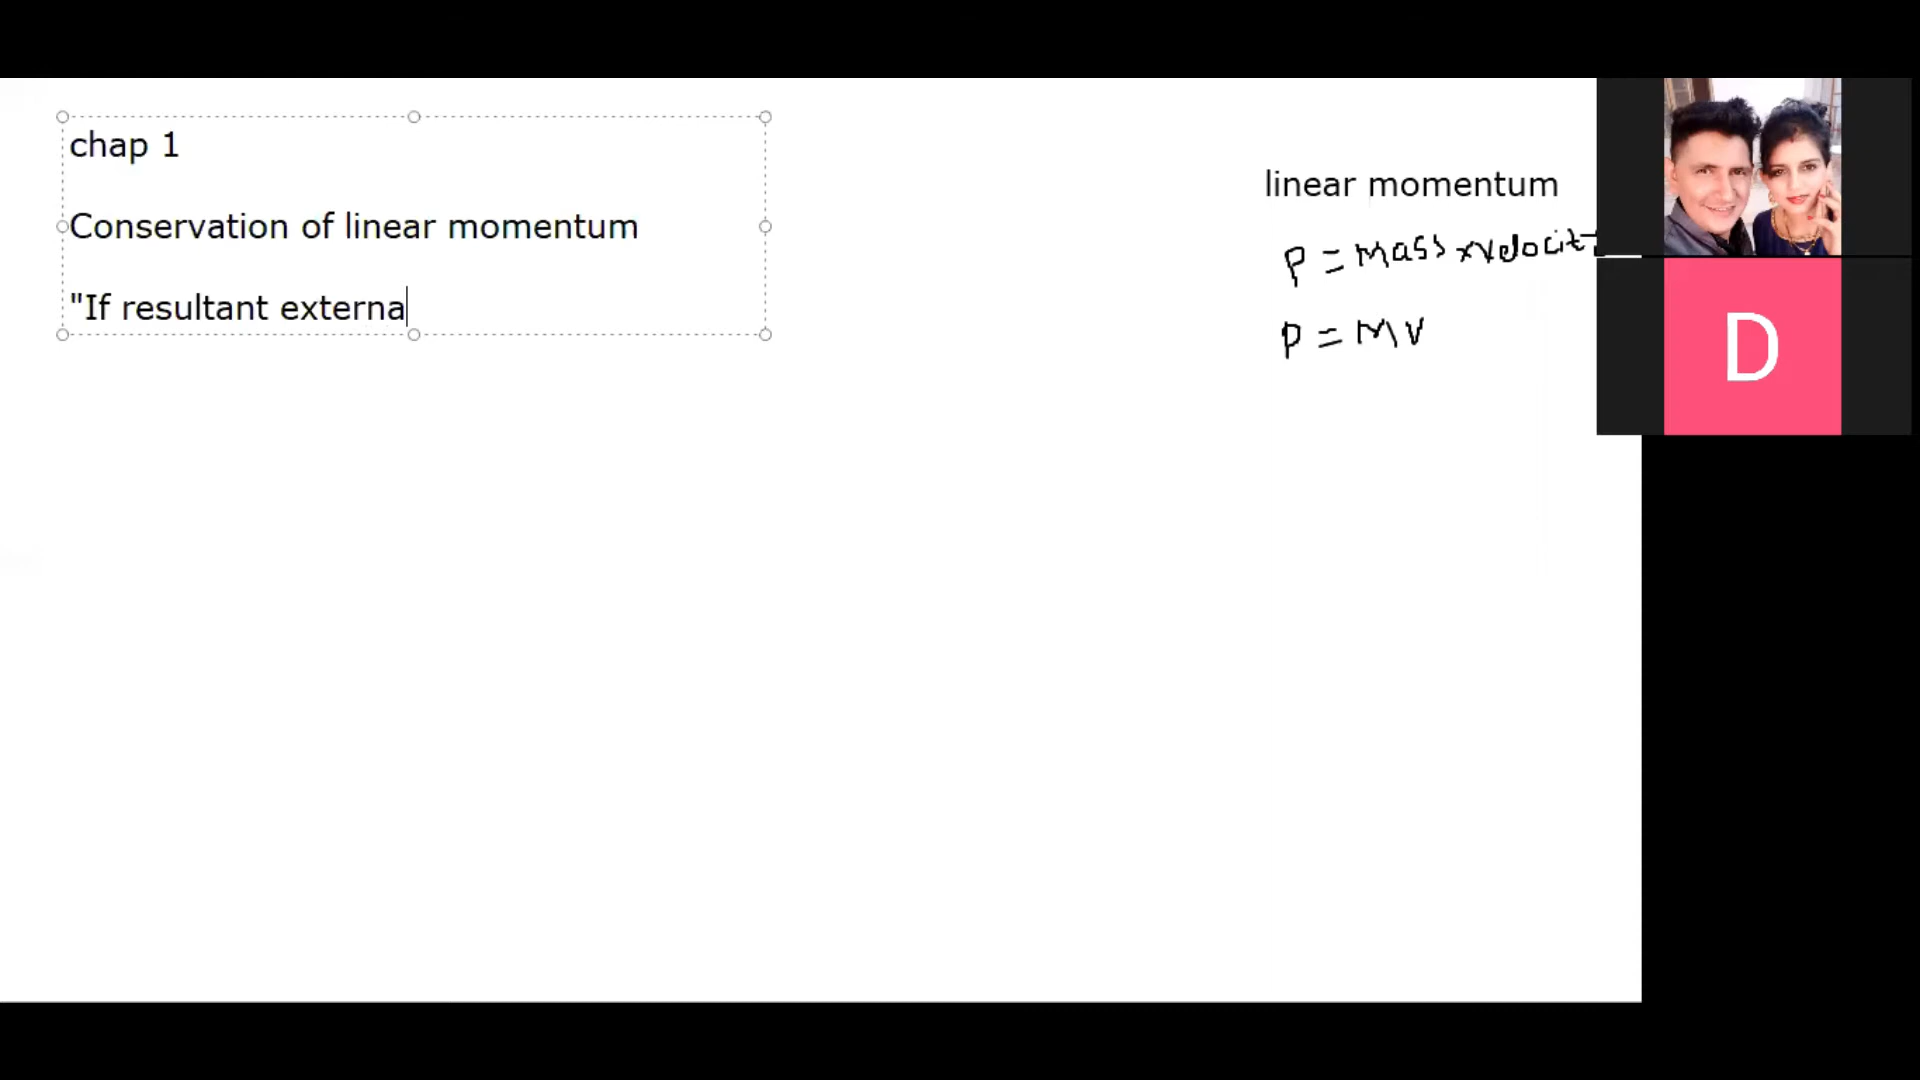 chap 1
Conservation of linear momentum
"If resultant externa
linear momentum
P = Mass x Velocit
P = MV
D